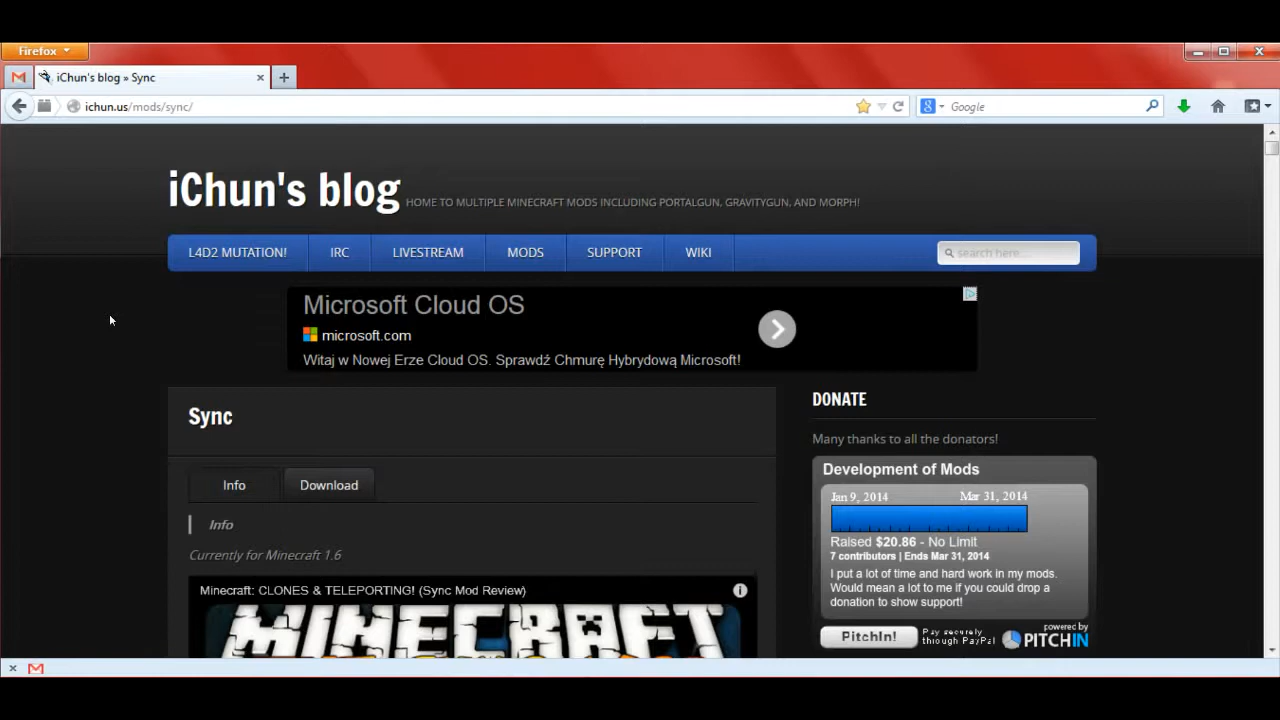 Firefox
iChun's blog » Sync
ichun.us/mods/sync/
Google
iChun's blog HOME TO MULTIPLE MINECRAFT MODS INCLUDING PORTALGUN, GRAVITYGUN, AND MORPH!
L4D2 MUTATION! IRC LIVESTREAM MODS SUPPORT WIKI search here...
Microsoft Cloud OS
microsoft.com
Witaj w Nowej Erze Cloud OS. Sprawdź Chmurę Hybrydową Microsoft!
Sync
Info Download
Info
Currently for Minecraft 1.6
Minecraft: CLONES & TELEPORTING! (Sync Mod Review)
MINECRAFT
DONATE
Many thanks to all the donators!
Development of Mods
Jan 9, 2014 Mar 31, 2014
Raised $20.86 - No Limit
7 contributors | Ends Mar 31, 2014
I put a lot of time and hard work in my mods.
Would mean a lot to me if you could drop a
donation to show support!
PitchIn! Pay securely through PayPal powered by PITCHIN